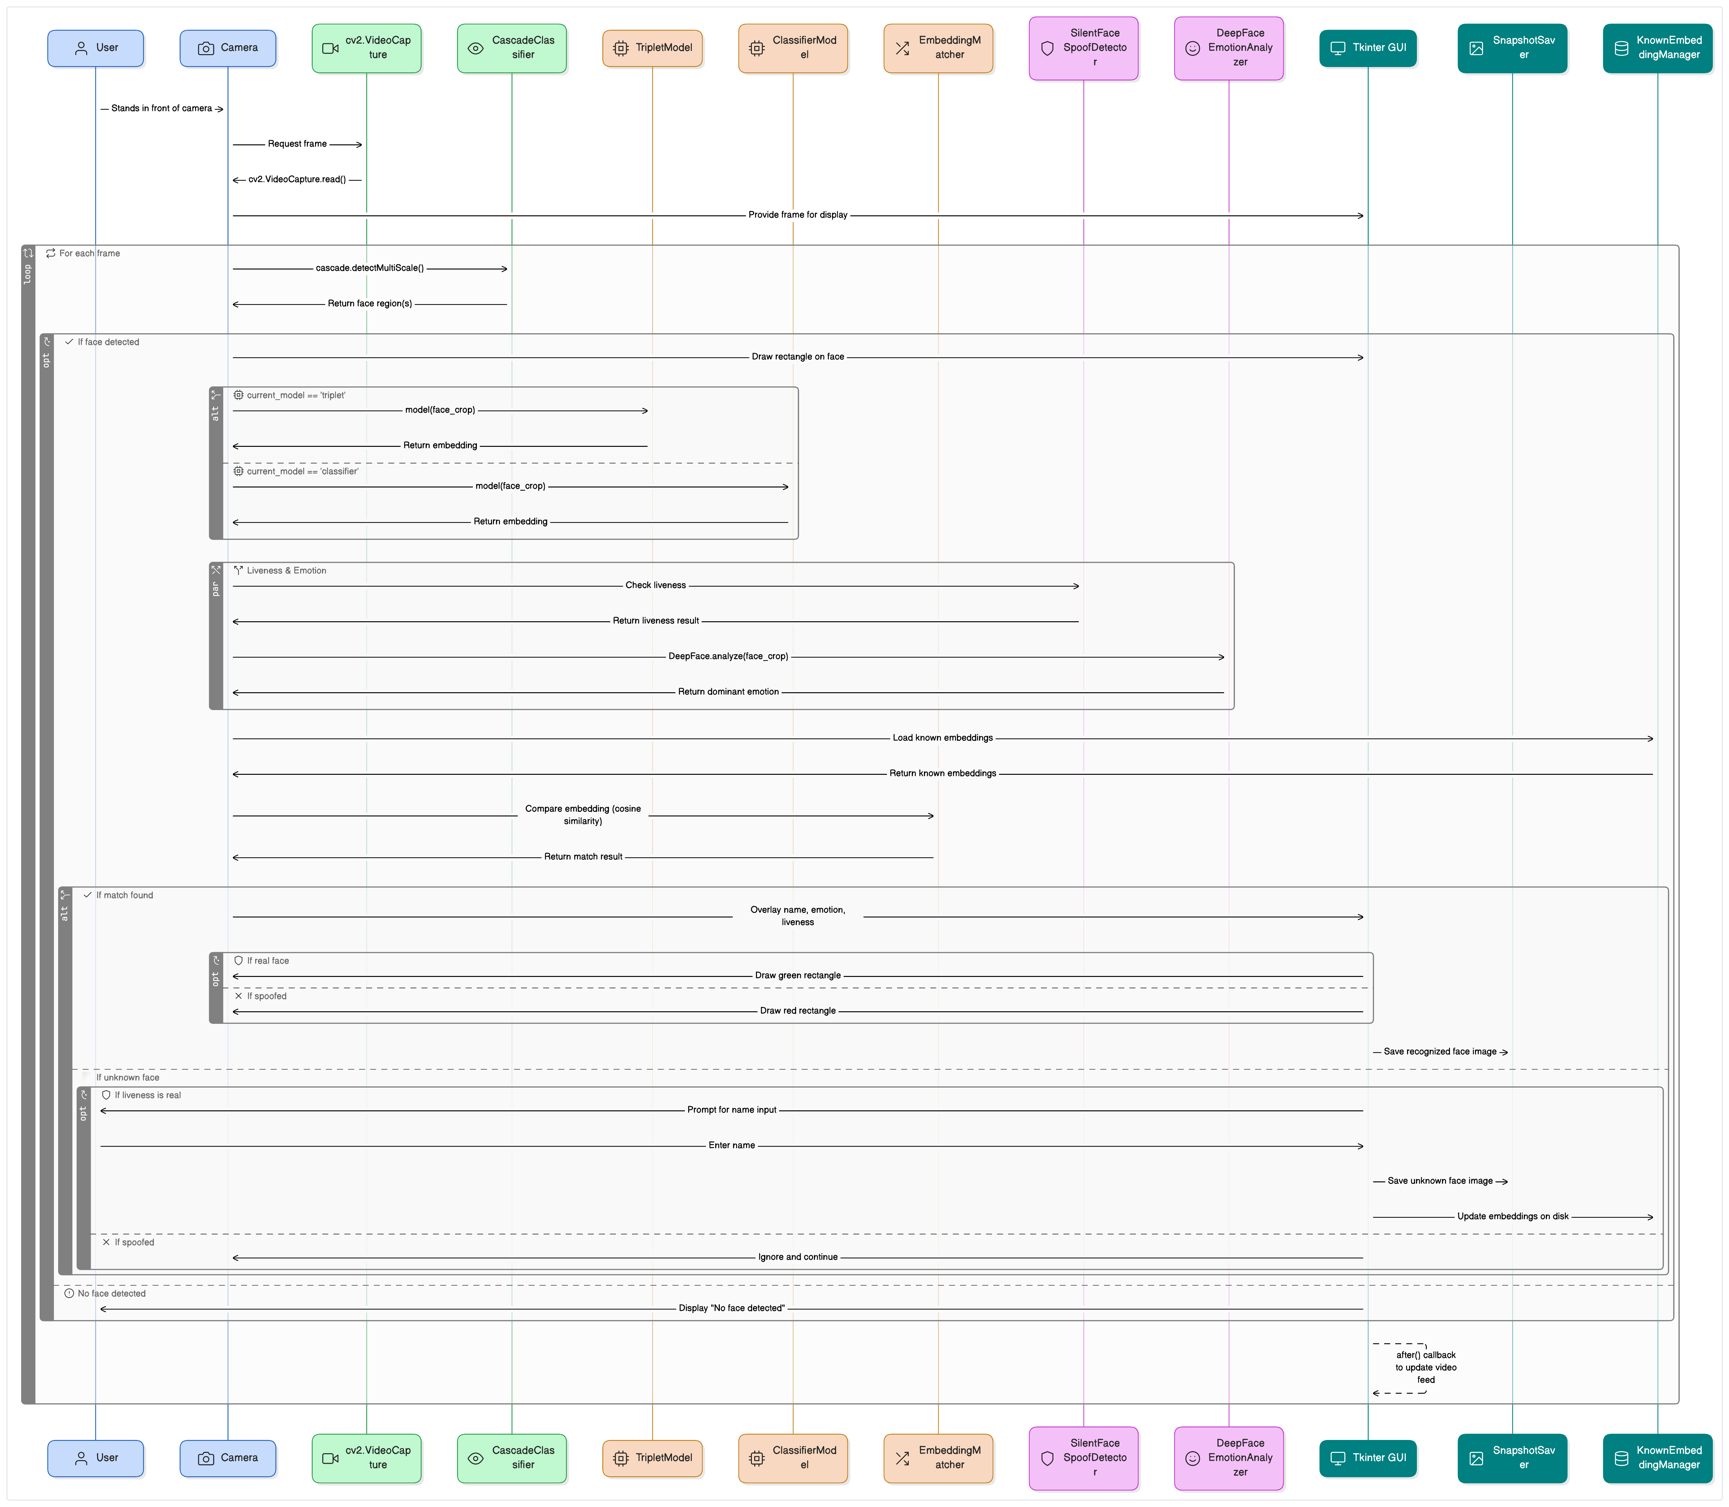 User
Camera
cv2.VideoCap
ture
CascadeClas
sifier
TripletModel
ClassifierMod
el
EmbeddingM
atcher
SilentFace
SpoofDetecto
r
DeepFace
EmotionAnaly
zer
Tkinter GUI
SnapshotSav
er
KnownEmbed
dingManager
Stands in front of camera
Request frame
cv2.VideoCapture.read()
Provide frame for display
loop
For each frame
cascade.detectMultiScale()
Return face region(s)
opt
If face detected
Draw rectangle on face
alt
current_model == 'triplet'
model(face_crop)
Return embedding
current_model == 'classifier'
model(face_crop)
Return embedding
par
Liveness & Emotion
Check liveness
Return liveness result
DeepFace.analyze(face_crop)
Return dominant emotion
Load known embeddings
Return known embeddings
Compare embedding (cosine
similarity)
Return match result
alt
If match found
Overlay name, emotion,
liveness
opt
If real face
Draw green rectangle
If spoofed
Draw red rectangle
Save recognized face image
If unknown face
opt
If liveness is real
Prompt for name input
Enter name
Save unknown face image
Update embeddings on disk
If spoofed
Ignore and continue
No face detected
Display "No face detected"
after() callback
to update video
feed
User
Camera
cv2.VideoCap
ture
CascadeClas
sifier
TripletModel
ClassifierMod
el
EmbeddingM
atcher
SilentFace
SpoofDetecto
r
DeepFace
EmotionAnaly
zer
Tkinter GUI
SnapshotSav
er
KnownEmbed
dingManager